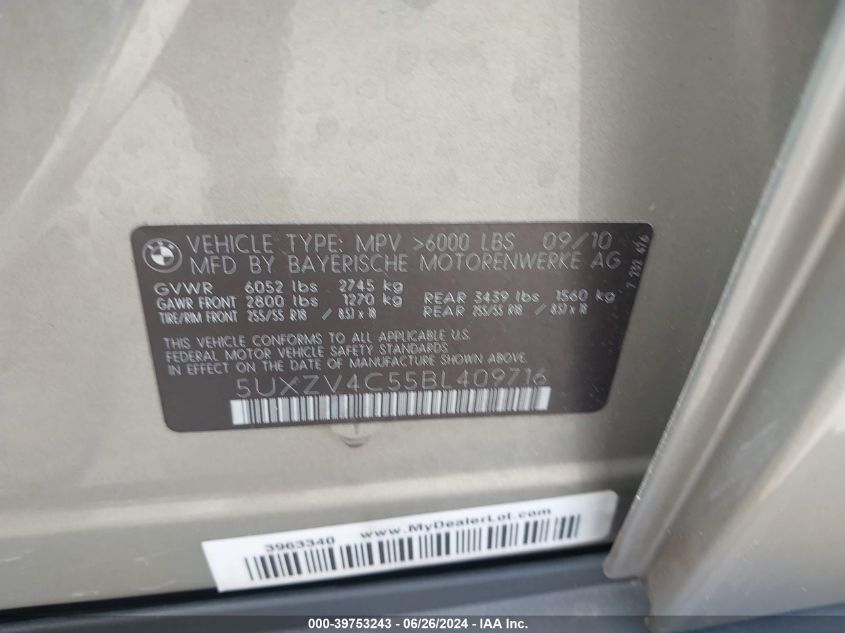 BMW
VEHICLE TYPE: MPV >6000 LBS 09/10
MFD BY BAYERISCHE MOTORENWERKE AG
GVWR 6052 lbs 2745 kg
GAWR FRONT 2800 lbs 1270 kg REAR 3439 lbs 1560 kg
TIRE/RIM FRONT 255/55 R18 / 8.5J x 18 REAR 255/55 R18 / 8.5J x 18
THIS VEHICLE CONFORMS TO ALL APPLICABLE U.S.
FEDERAL MOTOR VEHICLE SAFETY STANDARDS
IN EFFECT ON THE DATE OF MANUFACTURE SHOWN ABOVE.
5UXZV4C55BL409716
3963340 www.MyDealerLot.com
000-39753243 - 06/26/2024 - IAA Inc.